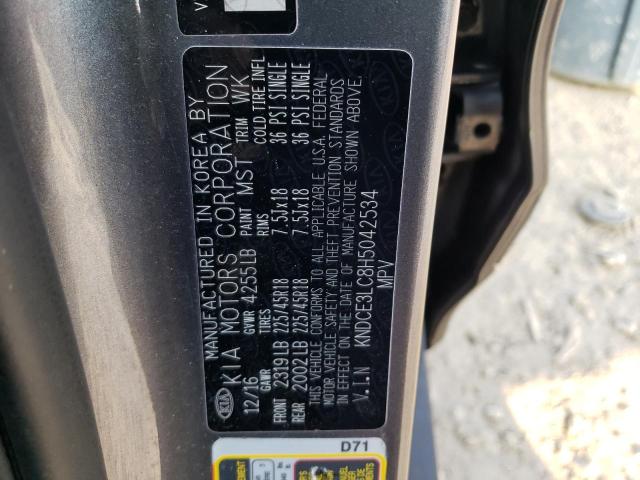 V
MANUFACTURED IN KOREA BY
KIA MOTORS CORPORATION
12/16 GVWR 4255LB PAINT MST TRIM WK
GAWR TIRES RIMS COLD TIRE INFL
FRONT 2319LB 225/45R18 7.5JX18 36 PSI SINGLE
REAR 2002LB 225/45R18 7.5JX18 36 PSI SINGLE
THIS VEHICLE CONFORMS TO ALL APPLICABLE U.S.A. FEDERAL
MOTOR VEHICLE SAFETY AND THEFT PREVENTION STANDARDS
IN EFFECT ON THE DATE OF MANUFACTURE SHOWN ABOVE.
V.I.N KNDCE3LC8H5042534
MPV
KIA
D71